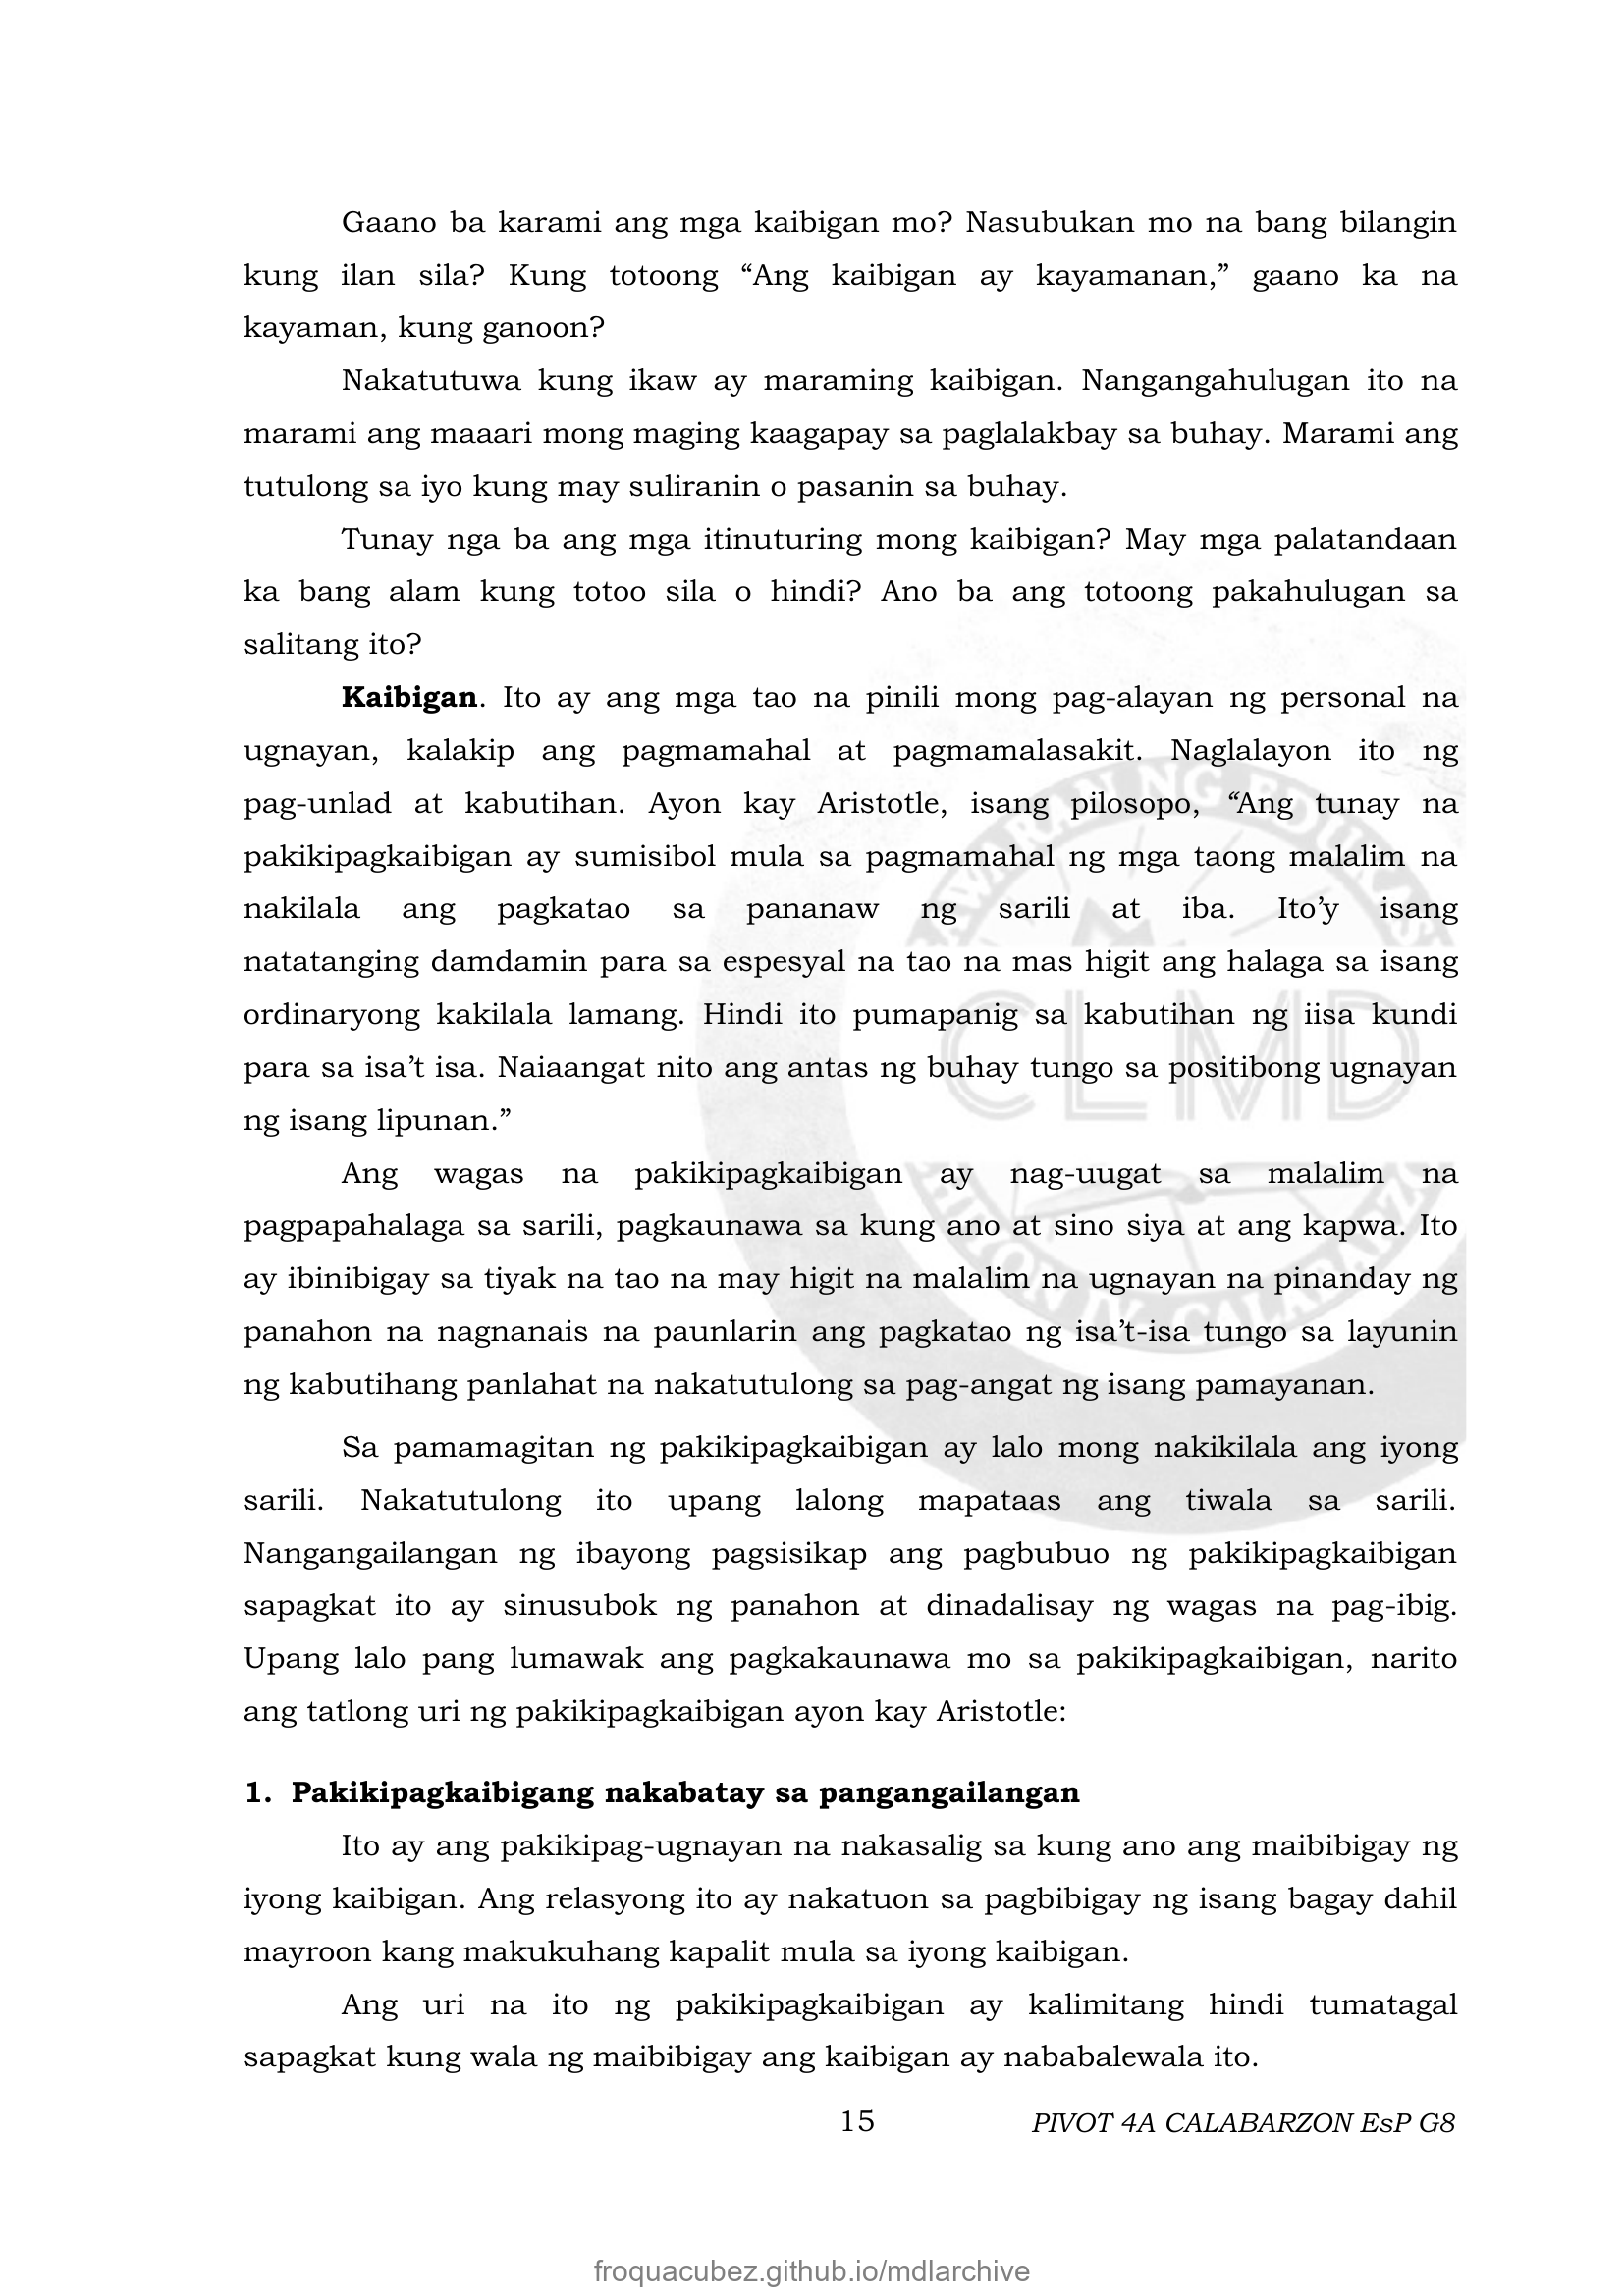 Gaano ba karami ang mga kaibigan mo? Nasubukan mo na bang bilangin
kung ilan sila? Kung totoong “Ang kaibigan ay kayamanan,” gaano ka na
kayaman, kung ganoon?
Nakatutuwa kung ikaw ay maraming kaibigan. Nangangahulugan ito na
marami ang maaari mong maging kaagapay sa paglalakbay sa buhay. Marami ang
tutulong sa iyo kung may suliranin o pasanin sa buhay.
Tunay nga ba ang mga itinuturing mong kaibigan? May mga palatandaan
ka bang alam kung totoo sila o hindi? Ano ba ang totoong pakahulugan sa
salitang ito?
Kaibigan. Ito ay ang mga tao na pinili mong pag-alayan ng personal na
ugnayan, kalakip ang pagmamahal at pagmamalasakit. Naglalayon ito ng
pag-unlad at kabutihan. Ayon kay Aristotle, isang pilosopo, “Ang tunay na
pakikipagkaibigan ay sumisibol mula sa pagmamahal ng mga taong malalim na
nakilala ang pagkatao sa pananaw ng sarili at iba. Ito’y isang
natatanging damdamin para sa espesyal na tao na mas higit ang halaga sa isang
ordinaryong kakilala lamang. Hindi ito pumapanig sa kabutihan ng iisa kundi
para sa isa’t isa. Naiaangat nito ang antas ng buhay tungo sa positibong ugnayan
ng isang lipunan.”
Ang wagas na pakikipagkaibigan ay nag-uugat sa malalim na
pagpapahalaga sa sarili, pagkaunawa sa kung ano at sino siya at ang kapwa. Ito
ay ibinibigay sa tiyak na tao na may higit na malalim na ugnayan na pinanday ng
panahon na nagnanais na paunlarin ang pagkatao ng isa’t-isa tungo sa layunin
ng kabutihang panlahat na nakatutulong sa pag-angat ng isang pamayanan.
Sa pamamagitan ng pakikipagkaibigan ay lalo mong nakikilala ang iyong
sarili. Nakatutulong ito upang lalong mapataas ang tiwala sa sarili.
Nangangailangan ng ibayong pagsisikap ang pagbubuo ng pakikipagkaibigan
sapagkat ito ay sinusubok ng panahon at dinadalisay ng wagas na pag-ibig.
Upang lalo pang lumawak ang pagkakaunawa mo sa pakikipagkaibigan, narito
ang tatlong uri ng pakikipagkaibigan ayon kay Aristotle:
1. Pakikipagkaibigang nakabatay sa pangangailangan
Ito ay ang pakikipag-ugnayan na nakasalig sa kung ano ang maibibigay ng
iyong kaibigan. Ang relasyong ito ay nakatuon sa pagbibigay ng isang bagay dahil
mayroon kang makukuhang kapalit mula sa iyong kaibigan.
Ang uri na ito ng pakikipagkaibigan ay kalimitang hindi tumatagal
sapagkat kung wala ng maibibigay ang kaibigan ay nababalewala ito.
15 PIVOT 4A CALABARZON EsP G8
froquacubez.github.io/mdlarchive
CLMD